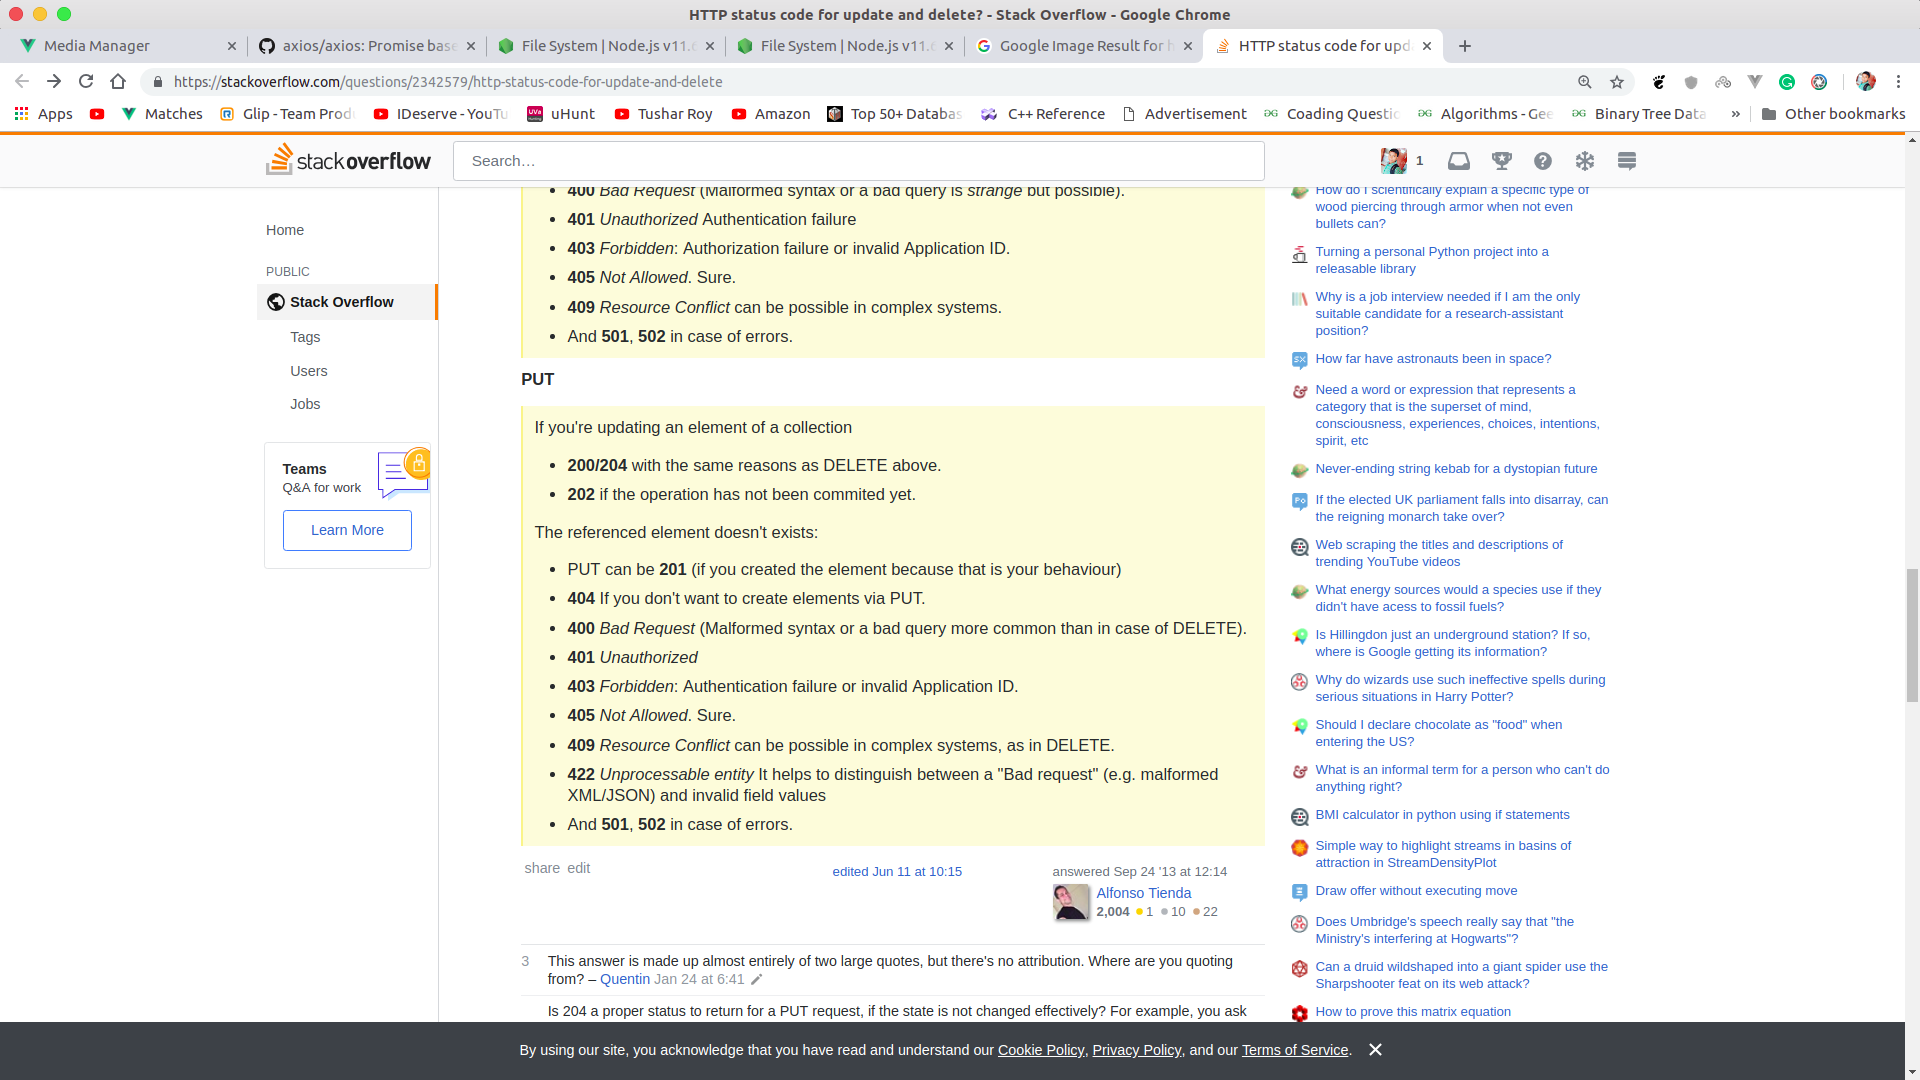 HTTP status code for update and delete? - Stack Overflow - Google Chrome
Media Manager
axios/axios: Promise base
File System | Node.js v11.6
File System | Node.js v11.6
Google Image Result for h
HTTP status code for upd
https://stackoverflow.com/questions/2342579/http-status-code-for-update-and-delete
Apps
Matches
Glip - Team Prod
IDeserve - YouTu
uHunt
Tushar Roy
Amazon
Top 50+ Databas
C++ Reference
Advertisement
Coading Questic
Algorithms - Gee
Binary Tree Data
»
Other bookmarks
stackoverflow
Search…
1
Home
PUBLIC
Stack Overflow
Tags
Users
Jobs
Teams
Q&A for work
Learn More
• 400 Bad Request (Malformed syntax or a bad query is strange but possible).
• 401 Unauthorized Authentication failure
• 403 Forbidden: Authorization failure or invalid Application ID.
• 405 Not Allowed. Sure.
• 409 Resource Conflict can be possible in complex systems.
• And 501, 502 in case of errors.
PUT
If you're updating an element of a collection
• 200/204 with the same reasons as DELETE above.
• 202 if the operation has not been commited yet.
The referenced element doesn't exists:
• PUT can be 201 (if you created the element because that is your behaviour)
• 404 If you don't want to create elements via PUT.
• 400 Bad Request (Malformed syntax or a bad query more common than in case of DELETE).
• 401 Unauthorized
• 403 Forbidden: Authentication failure or invalid Application ID.
• 405 Not Allowed. Sure.
• 409 Resource Conflict can be possible in complex systems, as in DELETE.
• 422 Unprocessable entity It helps to distinguish between a "Bad request" (e.g. malformed
XML/JSON) and invalid field values
• And 501, 502 in case of errors.
share edit
edited Jun 11 at 10:15
answered Sep 24 '13 at 12:14
Alfonso Tienda
2,004 1 10 22
3
This answer is made up almost entirely of two large quotes, but there's no attribution. Where are you quoting
from? – Quentin Jan 24 at 6:41
Is 204 a proper status to return for a PUT request, if the state is not changed effectively? For example, you ask
How do I scientifically explain a specific type of
wood piercing through armor when not even
bullets can?
Turning a personal Python project into a
releasable library
Why is a job interview needed if I am the only
suitable candidate for a research-assistant
position?
How far have astronauts been in space?
Need a word or expression that represents a
category that is the superset of mind,
consciousness, experiences, choices, intentions,
spirit, etc
Never-ending string kebab for a dystopian future
If the elected UK parliament falls into disarray, can
the reigning monarch take over?
Web scraping the titles and descriptions of
trending YouTube videos
What energy sources would a species use if they
didn't have acess to fossil fuels?
Is Hillingdon just an underground station? If so,
where is Google getting its information?
Why do wizards use such ineffective spells during
serious situations in Harry Potter?
Should I declare chocolate as "food" when
entering the US?
What is an informal term for a person who can't do
anything right?
BMI calculator in python using if statements
Simple way to highlight streams in basins of
attraction in StreamDensityPlot
Draw offer without executing move
Does Umbridge's speech really say that "the
Ministry's interfering at Hogwarts"?
Can a druid wildshaped into a giant spider use the
Sharpshooter feat on its web attack?
How to prove this matrix equation
By using our site, you acknowledge that you have read and understand our Cookie Policy, Privacy Policy, and our Terms of Service.